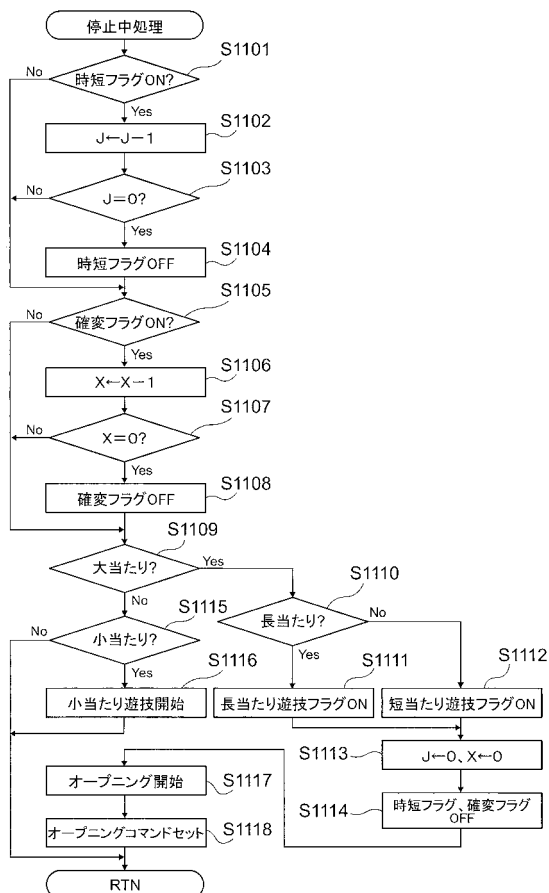 停止中処理
S1101
時短フラグON?
No
Yes
S1102
J←J－1
S1103
J=0?
No
Yes
S1104
時短フラグOFF
S1105
確変フラグON?
No
Yes
S1106
X←X－1
S1107
X=0?
No
Yes
S1108
確変フラグOFF
S1109
大当たり?
Yes
No
S1110
長当たり?
No
Yes
S1115
小当たり?
No
Yes
S1116
小当たり遊技開始
S1111
長当たり遊技フラグON
S1112
短当たり遊技フラグON
S1113
J←0、X←0
S1114
時短フラグ、確変フラグ
OFF
S1117
オープニング開始
S1118
オープニングコマンドセット
RTN